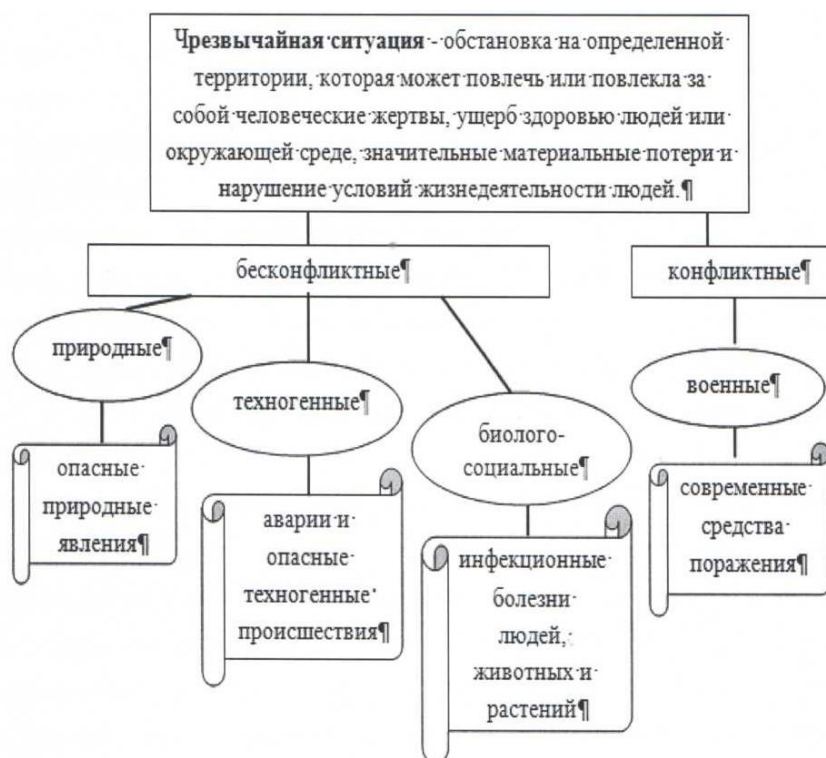 Чрезвычайная ситуация - обстановка на определенной
территории, которая может повлечь или повлекла за
собой человеческие жертвы, ущерб здоровью людей или
окружающей среде, значительные материальные потери и
нарушение условий жизнедеятельности людей.¶
бесконфликтные¶
конфликтные¶
природные¶
техногенные¶
биолого-
социальные¶
военные¶
опасные
природные
явления¶
аварии и
опасные
техногенные
происшествия¶
инфекционные
болезни
людей,
животных и
растений¶
современные
средства
поражения¶